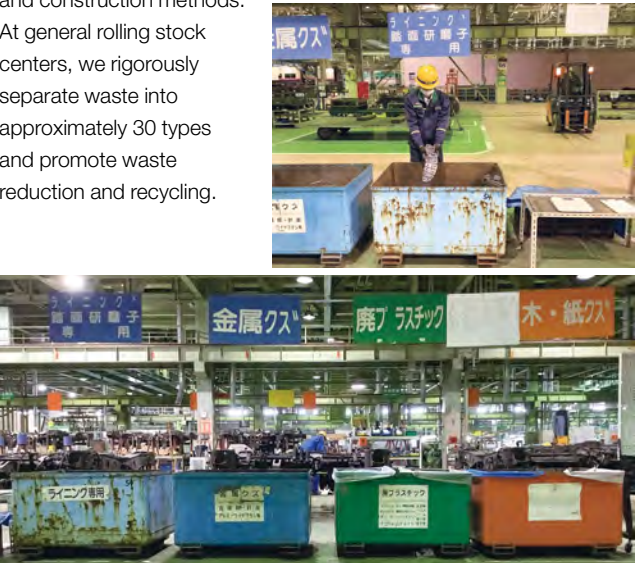 and construction methods.
At general rolling stock
centers, we rigorously
separate waste into
approximately 30 types
and promote waste
reduction and recycling.
金属クズ
ライニング、
踏面研磨子
専 用
ライニング、
踏面研磨子
専 用
金属クズ
廃プラスチック
木・紙クズ
ライニング専用
金属クズ
廃プラスチック